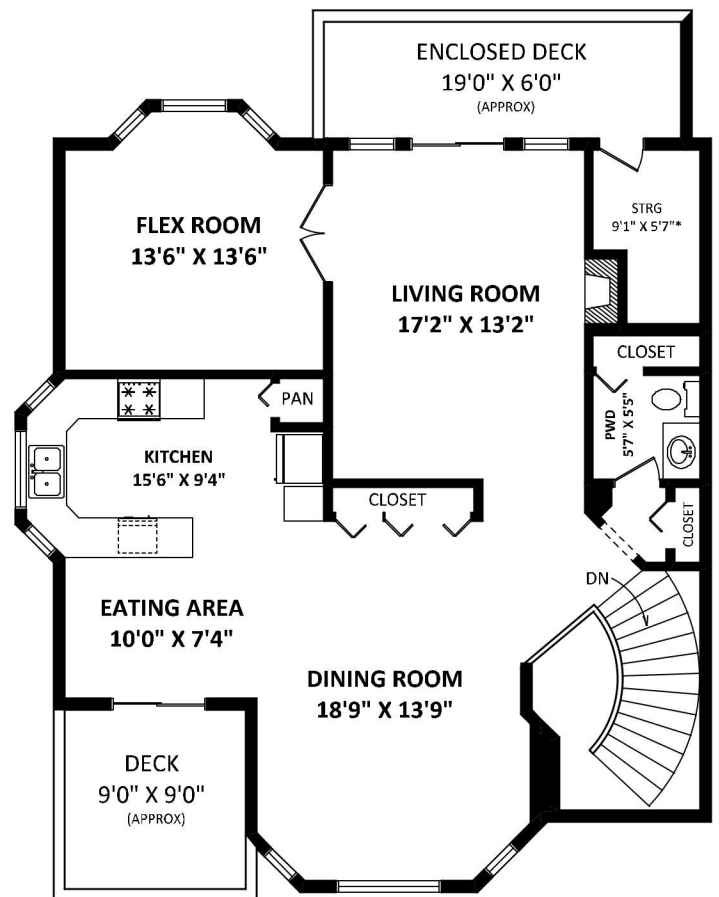 ENCLOSED DECK
19'0" X 6'0"
(APPROX)
FLEX ROOM
13'6" X 13'6"
STRG
9'1" X 5'7"*
LIVING ROOM
17'2" X 13'2"
CLOSET
PAN
PWD
5'7" X 5'5"
KITCHEN
15'6" X 9'4"
CLOSET
CLOSET
DN
EATING AREA
10'0" X 7'4"
DINING ROOM
18'9" X 13'9"
DECK
9'0" X 9'0"
(APPROX)